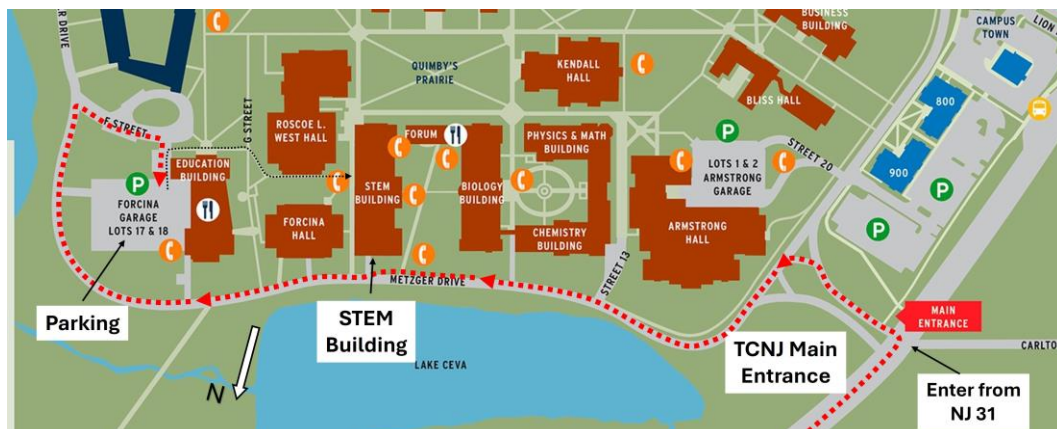 BUSINESS
BUILDING
CAMPUS
TOWN
LION
R DRIVE
QUIMBY'S
PRAIRIE
KENDALL
HALL
BLISS HALL
800
900
F STREET
G STREET
ROSCOE L.
WEST HALL
FORUM
PHYSICS & MATH
BUILDING
P
LOTS 1 & 2
ARMSTRONG
GARAGE
STREET 20
P
EDUCATION
BUILDING
STEM
BUILDING
BIOLOGY
BUILDING
P
FORCINA
GARAGE
LOTS 17 & 18
FORCINA
HALL
CHEMISTRY
BUILDING
ARMSTRONG
HALL
P
STREET 13
METZGER DRIVE
MAIN
ENTRANCE
Parking
STEM
Building
TCNJ Main
Entrance
CARLTO
N
LAKE CEVA
Enter from
NJ 31